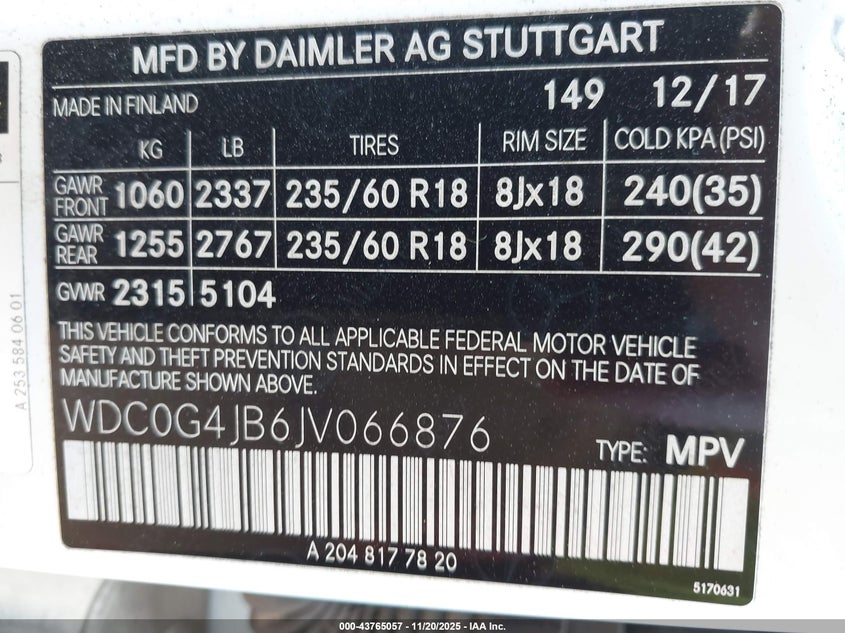 MFD BY DAIMLER AG STUTTGART
MADE IN FINLAND 149 12/17
KG LB TIRES RIM SIZE COLD KPA (PSI)
GAWR FRONT 1060 2337 235/60 R18 8Jx18 240(35)
GAWR REAR 1255 2767 235/60 R18 8Jx18 290(42)
GVWR 2315 5104
THIS VEHICLE CONFORMS TO ALL APPLICABLE FEDERAL MOTOR VEHICLE
SAFETY AND THEFT PREVENTION STANDARDS IN EFFECT ON THE DATE OF
MANUFACTURE SHOWN ABOVE.
WDC0G4JB6JV066876
TYPE: MPV
A 204 817 78 20
5170631
A 253 584 06 01
000-43765057 - 11/20/2025 - IAA Inc.